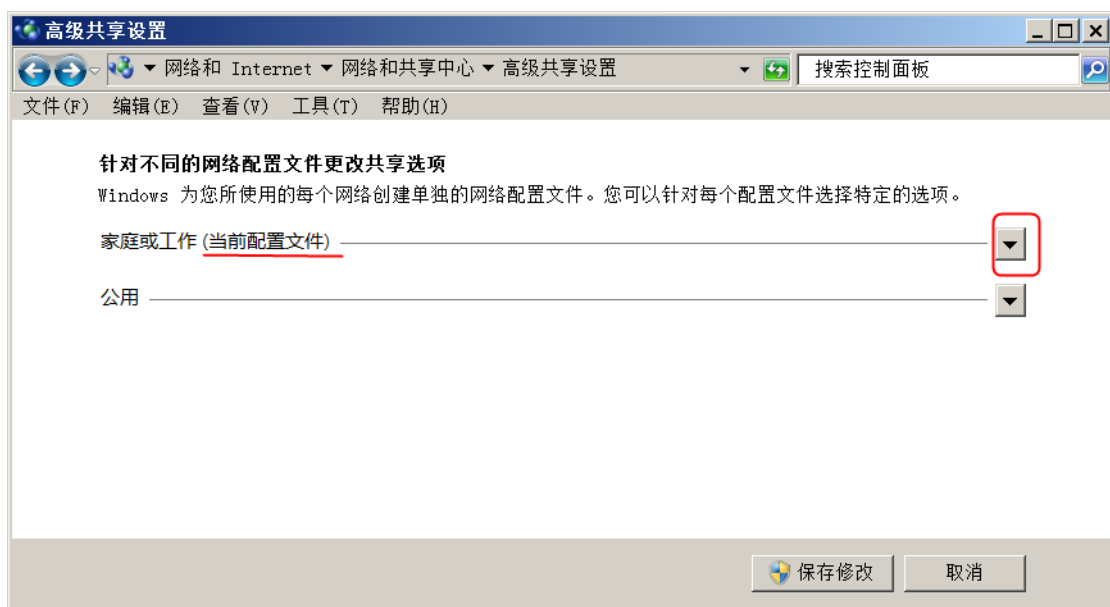 高级共享设置
网络和 Internet 网络和共享中心 高级共享设置 搜索控制面板
文件(F) 编辑(E) 查看(V) 工具(T) 帮助(H)
针对不同的网络配置文件更改共享选项
Windows 为您所使用的每个网络创建单独的网络配置文件。您可以针对每个配置文件选择特定的选项。
家庭或工作 (当前配置文件)
公用
保存修改 取消